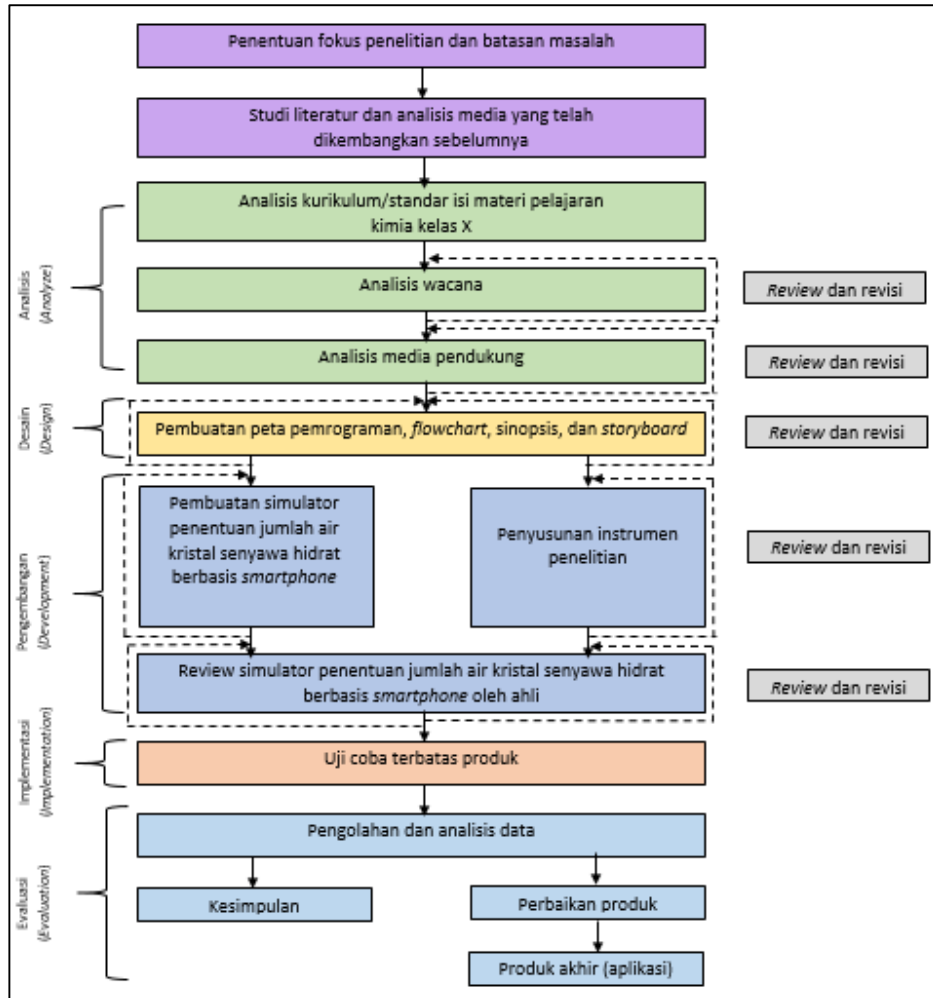 Penentuan fokus penelitian dan batasan masalah
Studi literatur dan analisis media yang telah
dikembangkan sebelumnya
Analisis kurikulum/standar isi materi pelajaran
kimia kelas X
Analisis
(Analyze)
Analisis wacana
Review dan revisi
Analisis media pendukung
Review dan revisi
Desain
(Design)
Pembuatan peta pemrograman, flowchart, sinopsis, dan storyboard
Review dan revisi
Pengembangan
(Development)
Pembuatan simulator
penentuan jumlah air
kristal senyawa hidrat
berbasis smartphone
Penyusunan instrumen
penelitian
Review dan revisi
Review simulator penentuan jumlah air kristal senyawa hidrat
berbasis smartphone oleh ahli
Review dan revisi
Implementasi
(Implementation)
Uji coba terbatas produk
Evaluasi
(Evaluation)
Pengolahan dan analisis data
Kesimpulan
Perbaikan produk
Produk akhir (aplikasi)